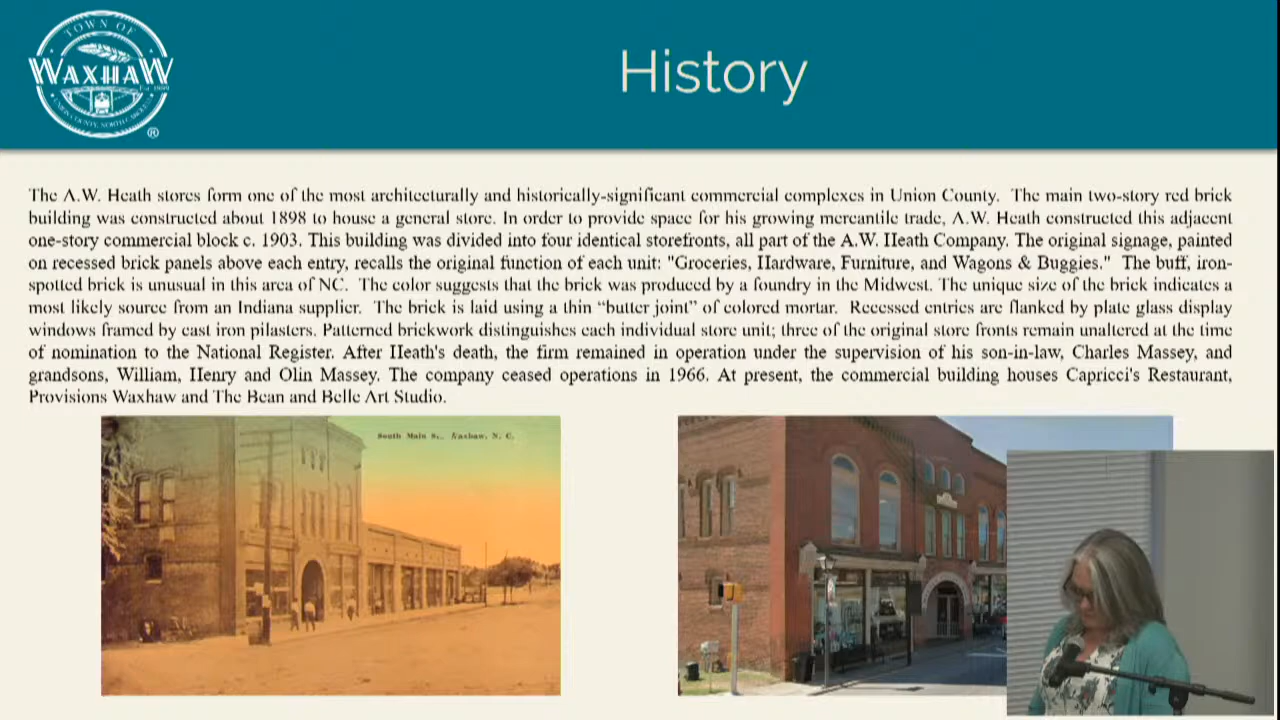 TOWN OF
WAXHAW
Est. 1889
UNION COUNTY, NORTH CAROLINA
®
History
The A.W. Heath stores form one of the most architecturally and historically-significant commercial complexes in Union County. The main two-story red brick
building was constructed about 1898 to house a general store. In order to provide space for his growing mercantile trade, A.W. Heath constructed this adjacent
one-story commercial block c. 1903. This building was divided into four identical storefronts, all part of the A.W. Heath Company. The original signage, painted
on recessed brick panels above each entry, recalls the original function of each unit: "Groceries, Hardware, Furniture, and Wagons & Buggies." The buff, iron-
spotted brick is unusual in this area of NC. The color suggests that the brick was produced by a foundry in the Midwest. The unique size of the brick indicates a
most likely source from an Indiana supplier. The brick is laid using a thin “butter joint” of colored mortar. Recessed entries are flanked by plate glass display
windows framed by cast iron pilasters. Patterned brickwork distinguishes each individual store unit; three of the original store fronts remain unaltered at the time
of nomination to the National Register. After Heath's death, the firm remained in operation under the supervision of his son-in-law, Charles Massey, and
grandsons, William, Henry and Olin Massey. The company ceased operations in 1966. At present, the commercial building houses Capricci's Restaurant,
Provisions Waxhaw and The Bean and Belle Art Studio.
South Main St., Waxhaw, N. C.